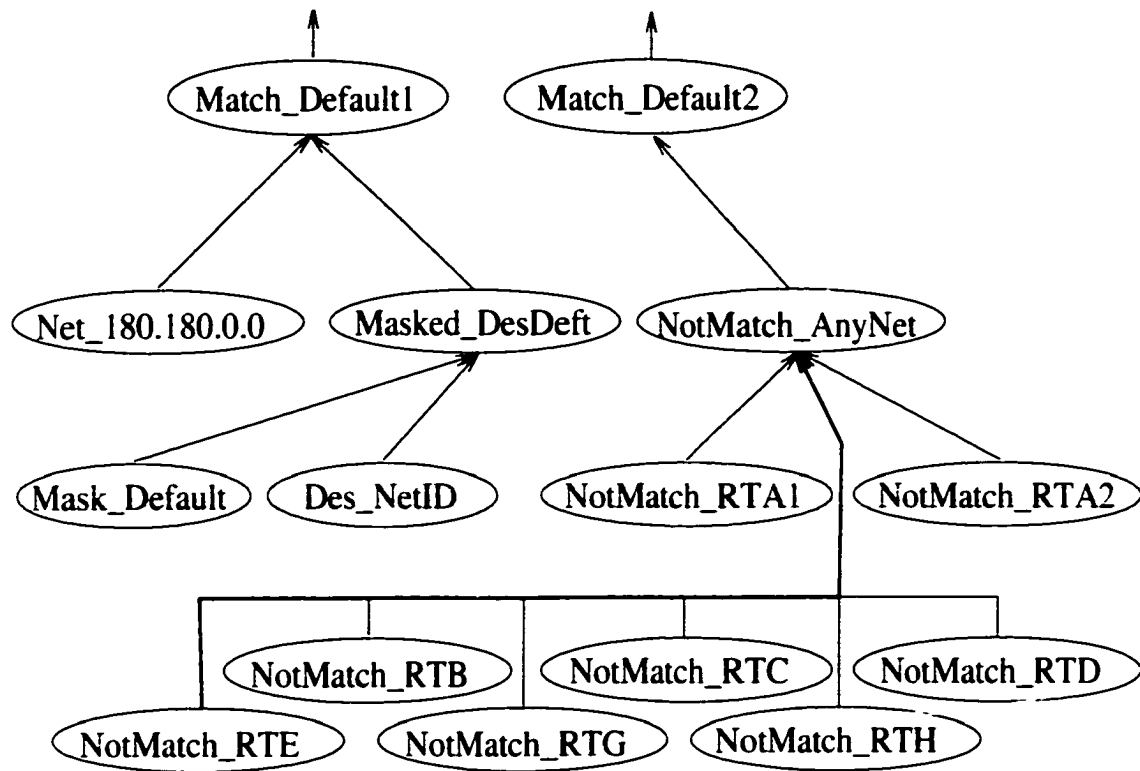 Match_Default1
Match_Default2
Net_180.180.0.0
Masked_DesDeft
NotMatch_AnyNet
Mask_Default
Des_NetID
NotMatch_RTA1
NotMatch_RTA2
NotMatch_RTB
NotMatch_RTC
NotMatch_RTD
NotMatch_RTE
NotMatch_RTG
NotMatch_RTH